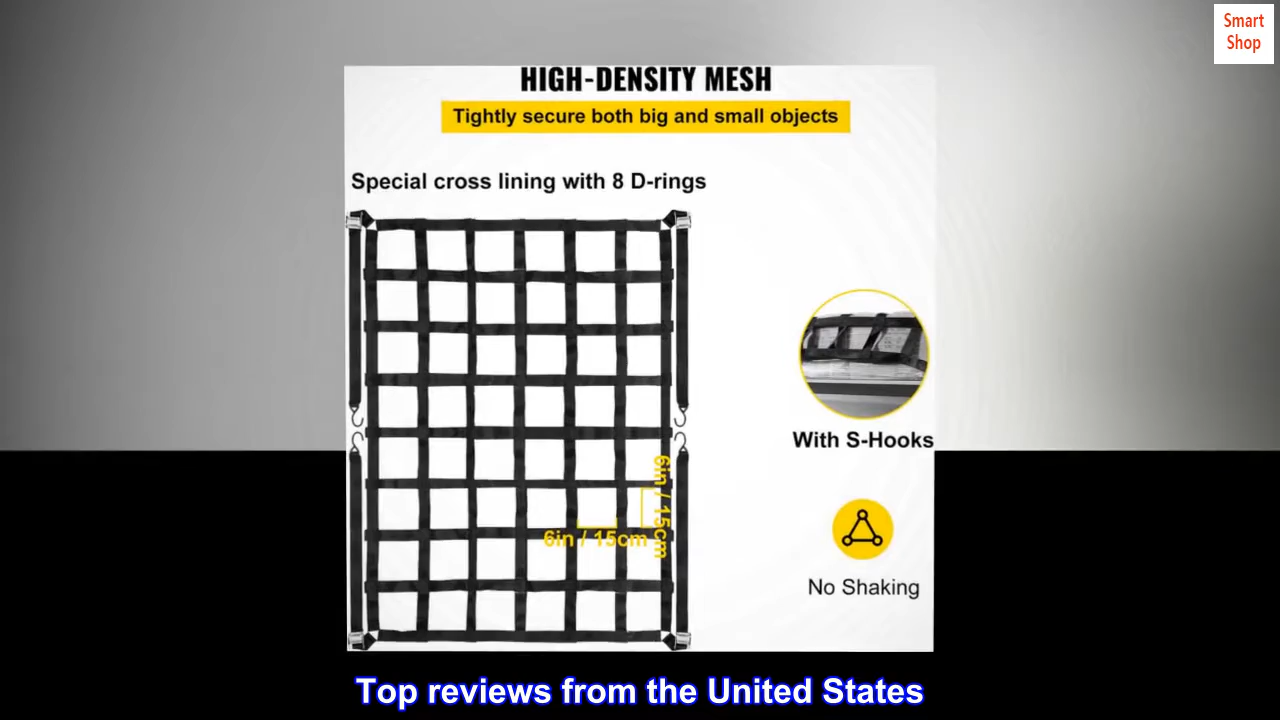 Smart
Shop
HIGH-DENSITY MESH
Tightly secure both big and small objects
Special cross lining with 8 D-rings
With S-Hooks
6in / 15cm
6in / 15cm
No Shaking
Top reviews from the United States